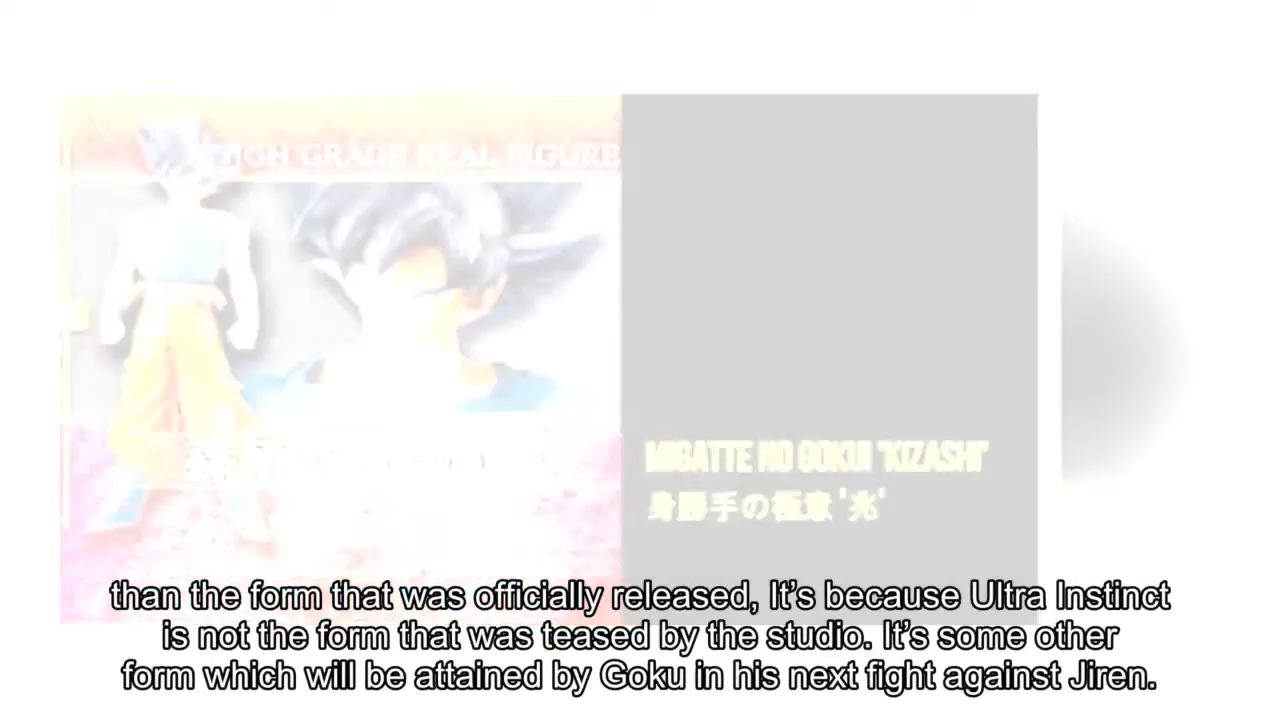 HIGH GRADE REAL FIGURE
MIGATTE NO GOKUI 'KIZASHI'
身勝手の極意'兆'
than the form that was officially released, It's because Ultra Instinct
is not the form that was teased by the studio. It's some other
form which will be attained by Goku in his next fight against Jiren.